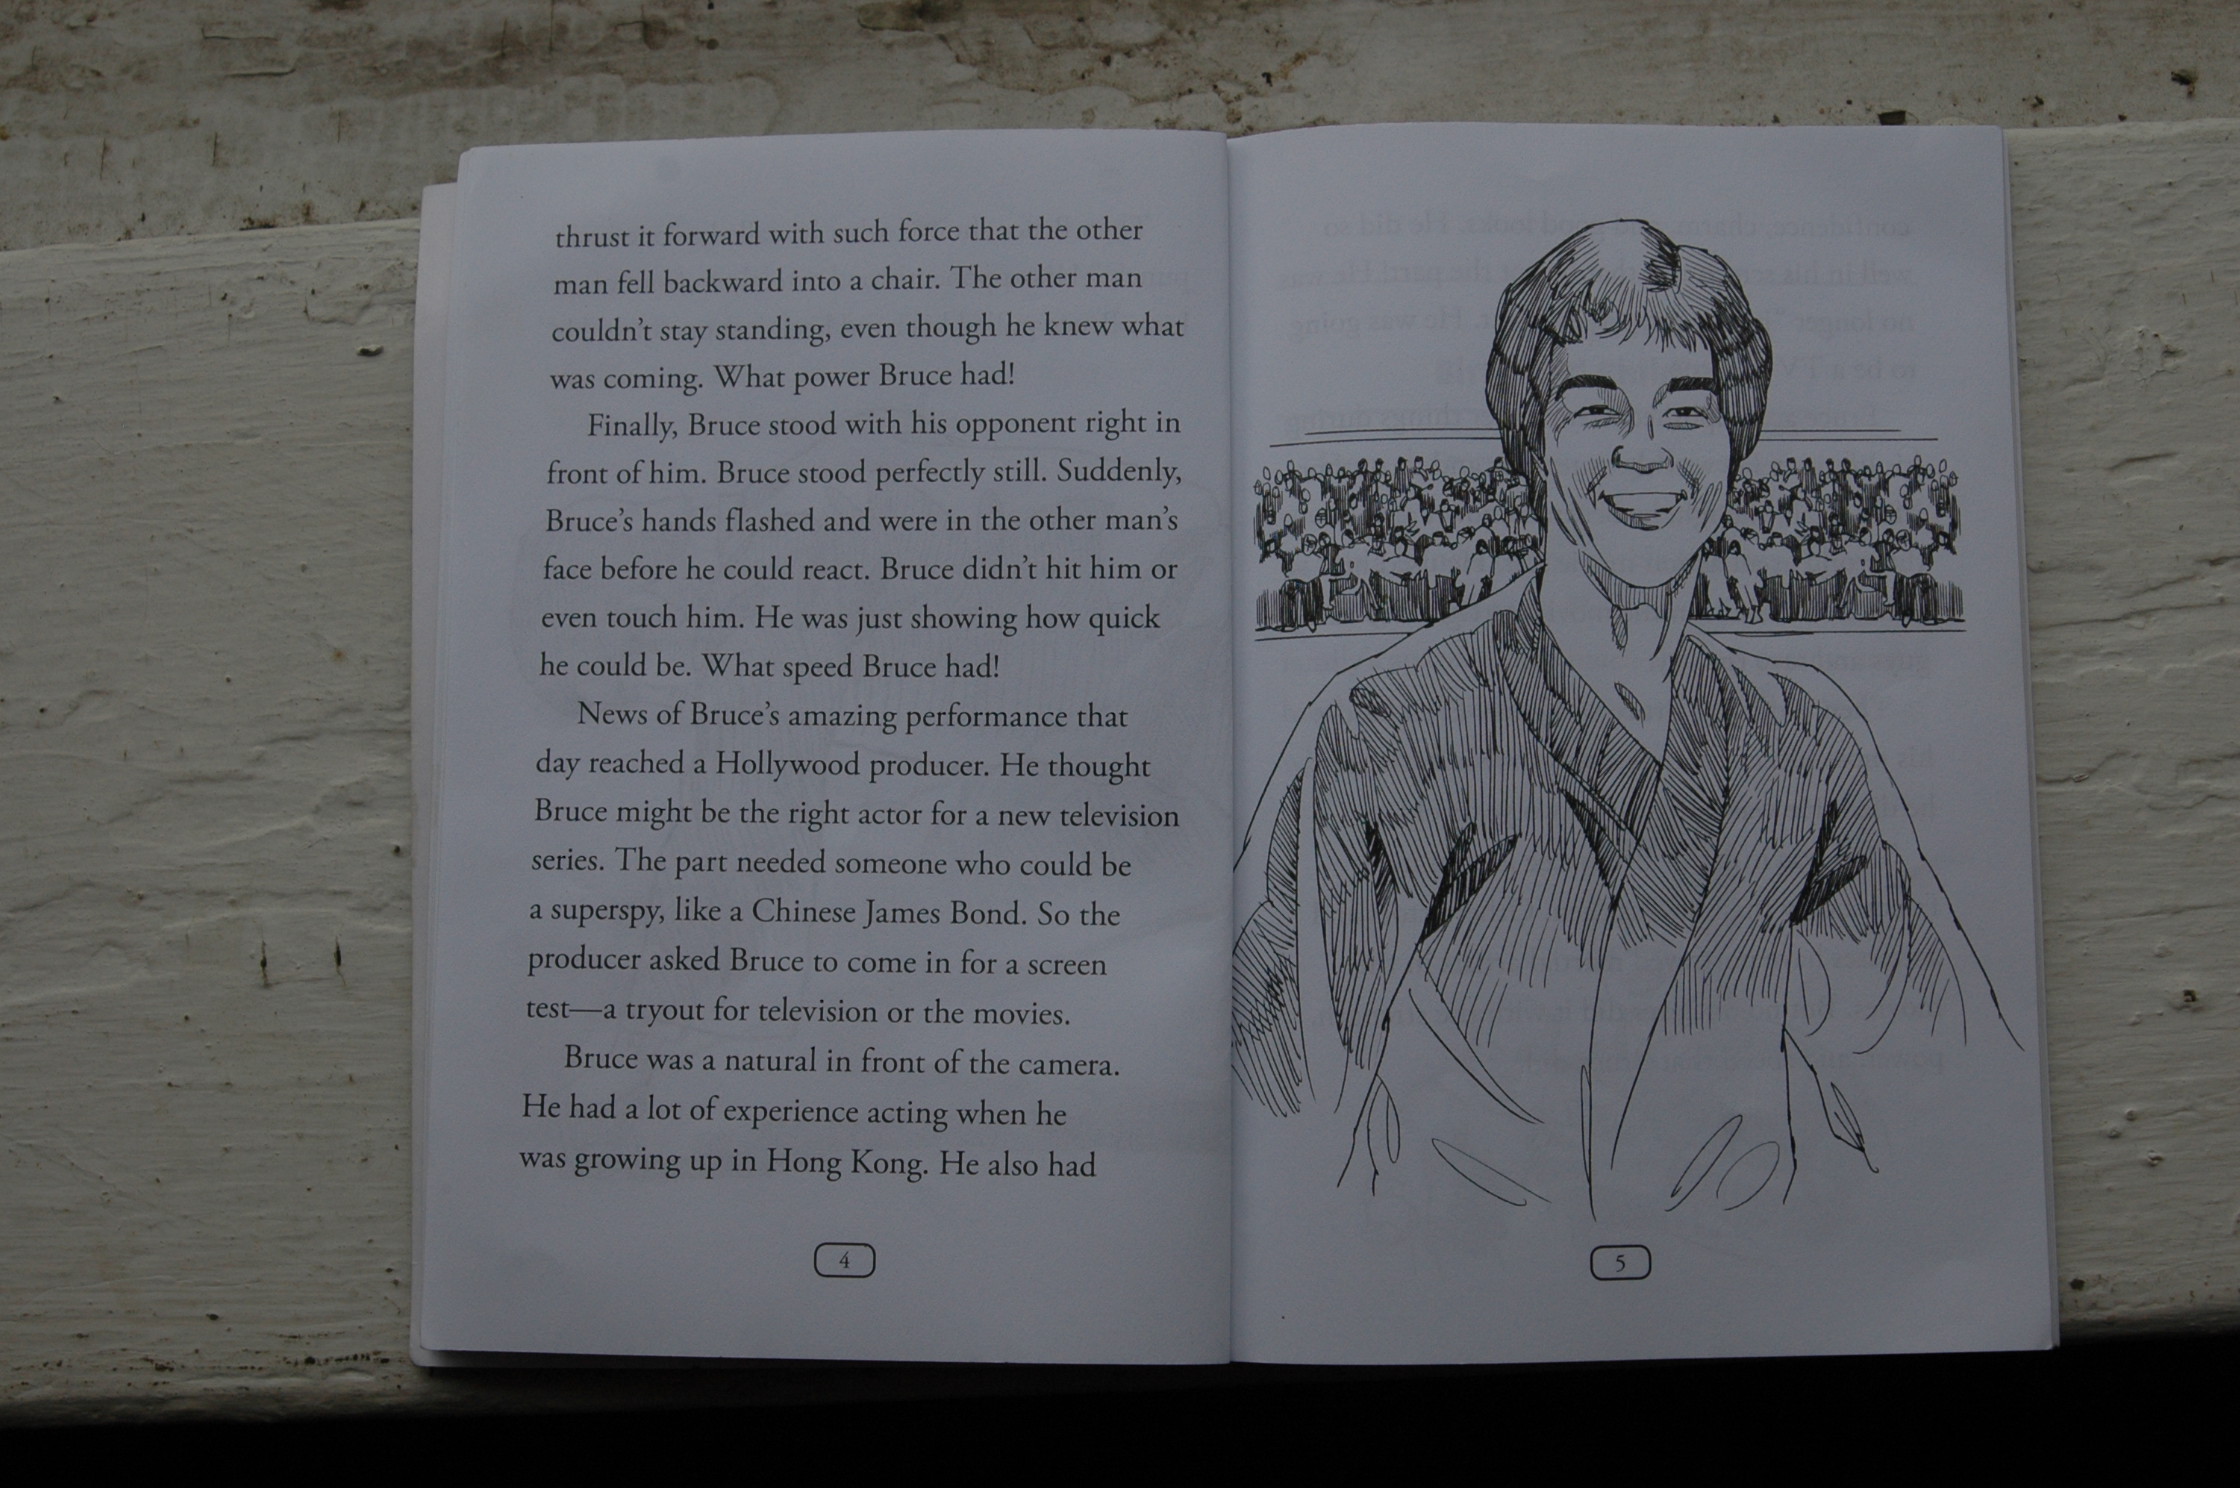 thrust it forward with such force that the other
man fell backward into a chair. The other man
couldn't stay standing, even though he knew what
was coming. What power Bruce had!
Finally, Bruce stood with his opponent right in
front of him. Bruce stood perfectly still. Suddenly,
Bruce's hands flashed and were in the other man's
face before he could react. Bruce didn't hit him or
even touch him. He was just showing how quick
he could be. What speed Bruce had!
News of Bruce's amazing performance that
day reached a Hollywood producer. He thought
Bruce might be the right actor for a new television
series. The part needed someone who could be
a superspy, like a Chinese James Bond. So the
producer asked Bruce to come in for a screen
test—a tryout for television or the movies.
Bruce was a natural in front of the camera.
He had a lot of experience acting when he
was growing up in Hong Kong. He also had
4
5